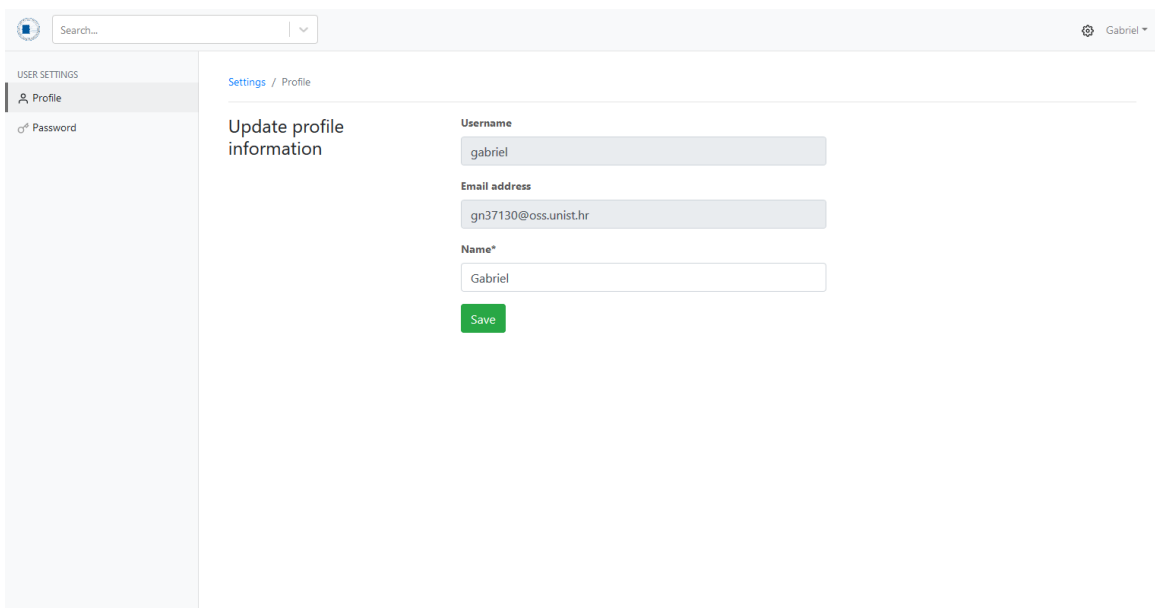 Search...
Gabriel
USER SETTINGS
Profile
Password
Settings / Profile
Update profile
information
Username
gabriel
Email address
gn37130@oss.unist.hr
Name*
Gabriel
Save